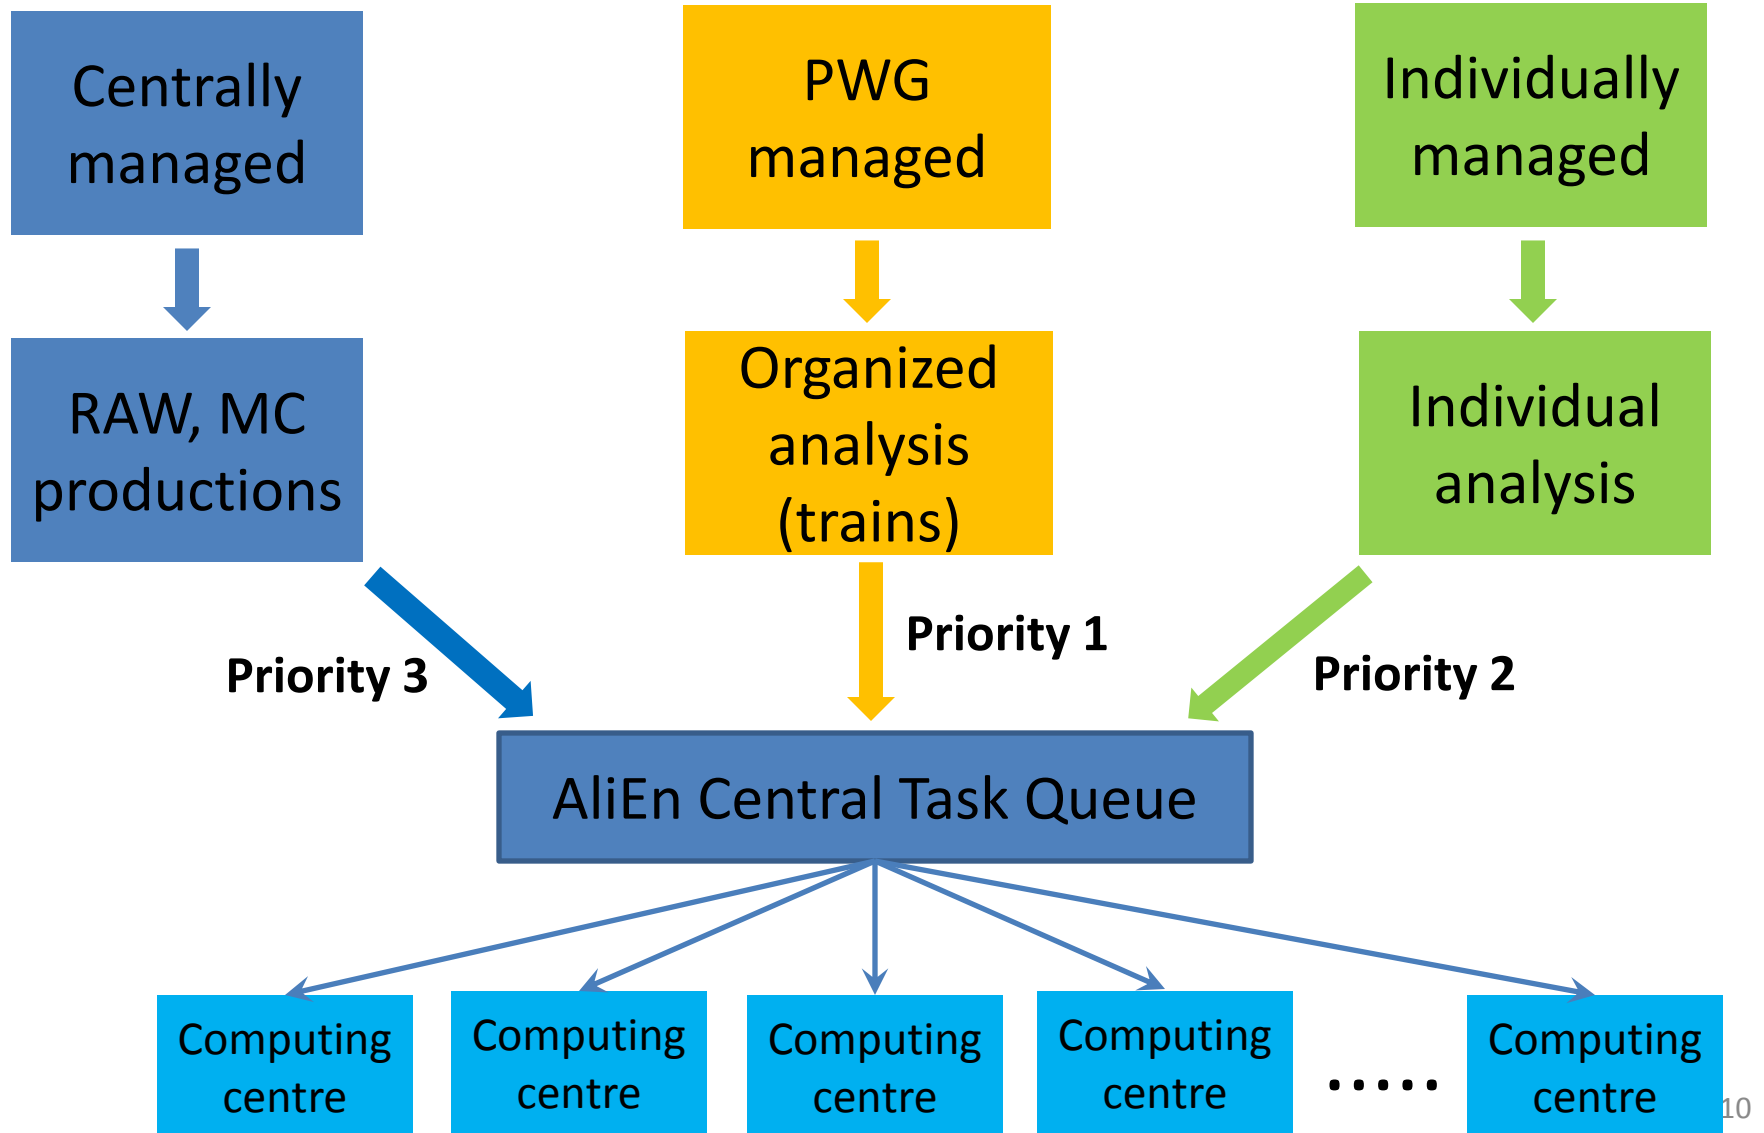 Centrally
managed
PWG
managed
Individually
managed
RAW, MC
productions
Organized
analysis
(trains)
Individual
analysis
Priority 3
Priority 1
Priority 2
AliEn Central Task Queue
Computing
centre
Computing
centre
Computing
centre
Computing
centre
.....
Computing
centre
10